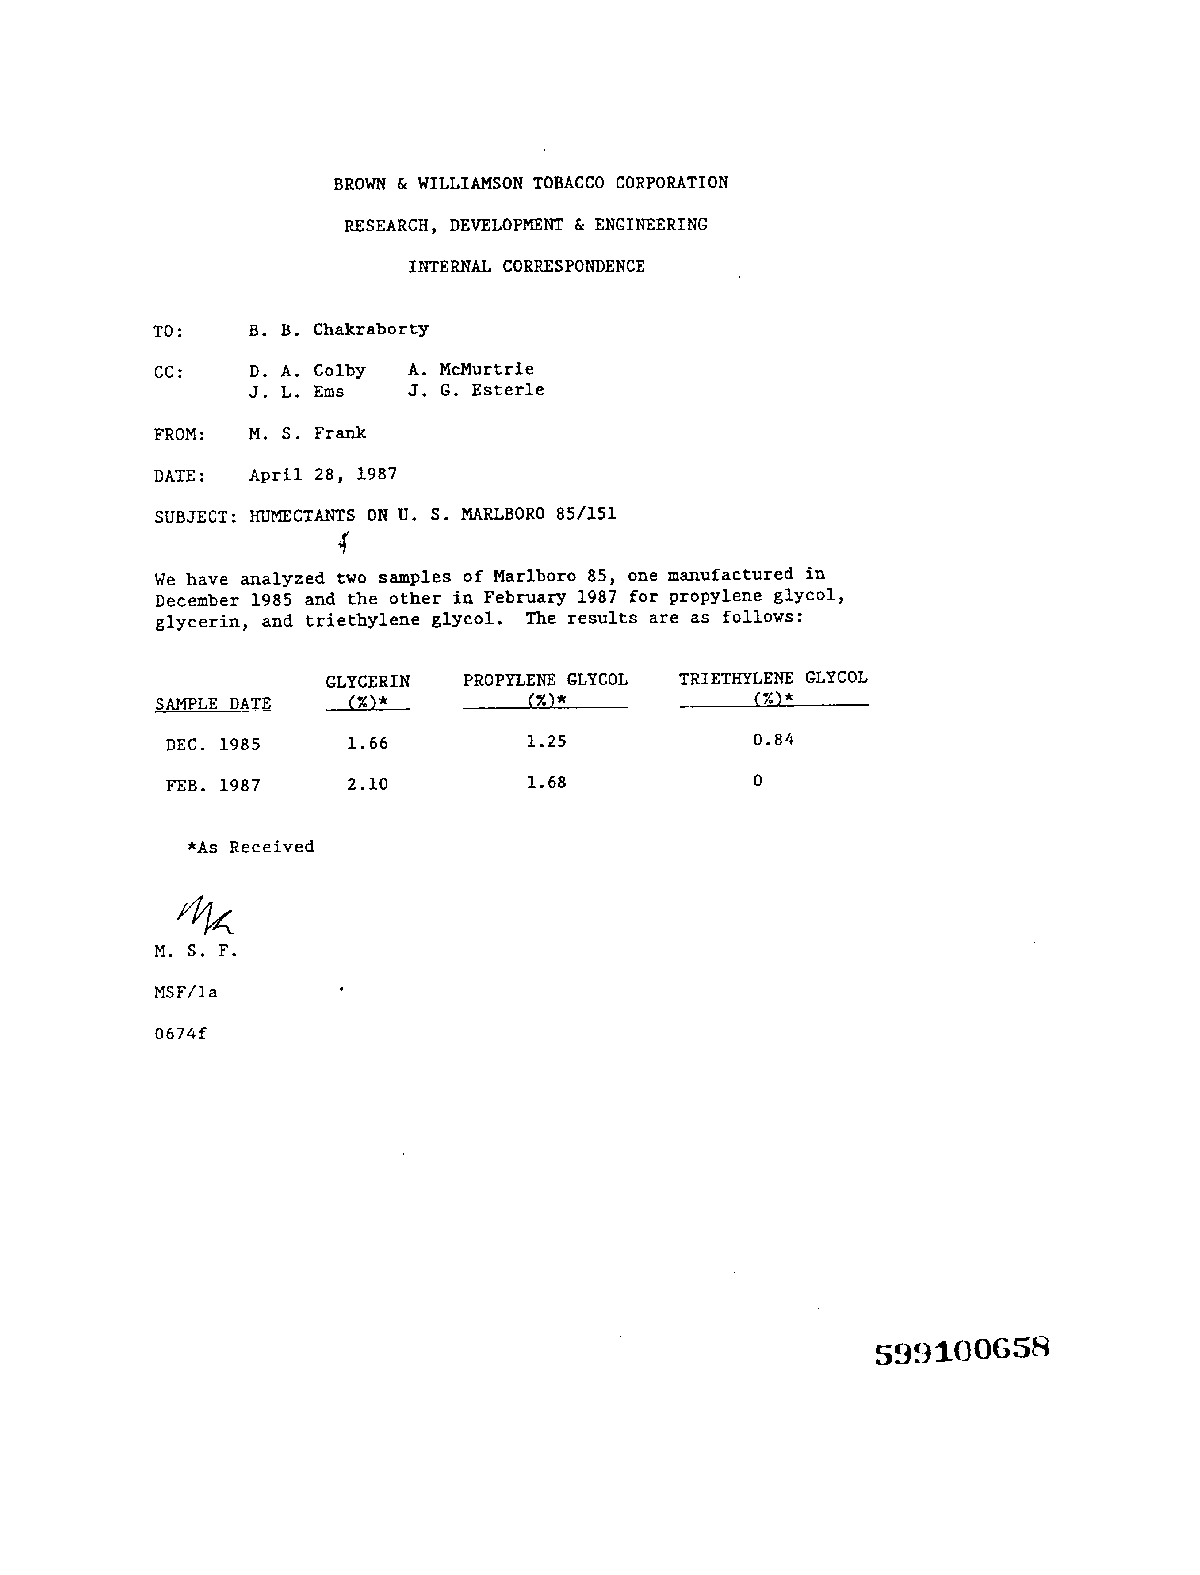 BROWN & WILLIAMSON TOBACCO CORPORATION
RESEARCH, DEVELOPMENT & ENGINEERING
INTERNAL CORRESPONDENCE
TO: B. B. Chakraborty
CC: D. A. Colby A. McMurtrie
J. L. Ems J. G. Esterle
FROM: M. S. Frank
DATE: April 28, 1987
SUBJECT: HUMECTANTS ON U. S. MARLBORO 85/151
We have analyzed two samples of Marlboro 85, one manufactured in
December 1985 and the other in February 1987 for propylene glycol,
glycerin, and triethylene glycol. The results are as follows:
GLYCERIN PROPYLENE GLYCOL TRIETHYLENE GLYCOL
SAMPLE DATE (%)* (%)* (%)*
DEC. 1985 1.66 1.25 0.84
FEB. 1987 2.10 1.68 0
*As Received
M. S. F.
MSF/la
0674f
599100658